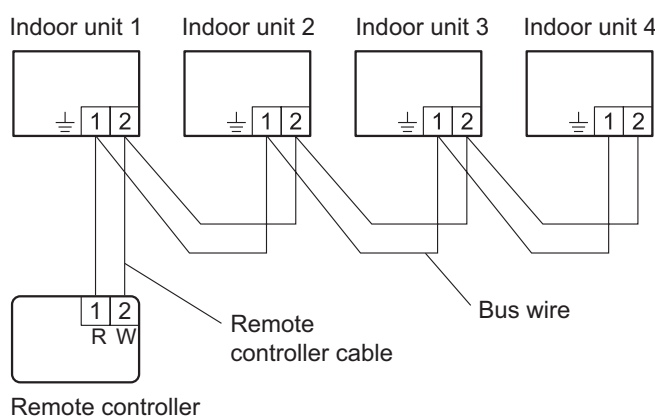 Indoor unit 1
Indoor unit 2
Indoor unit 3
Indoor unit 4
1 2
1 2
1 2
1 2
1 2
R W
Remote
controller cable
Bus wire
Remote controller